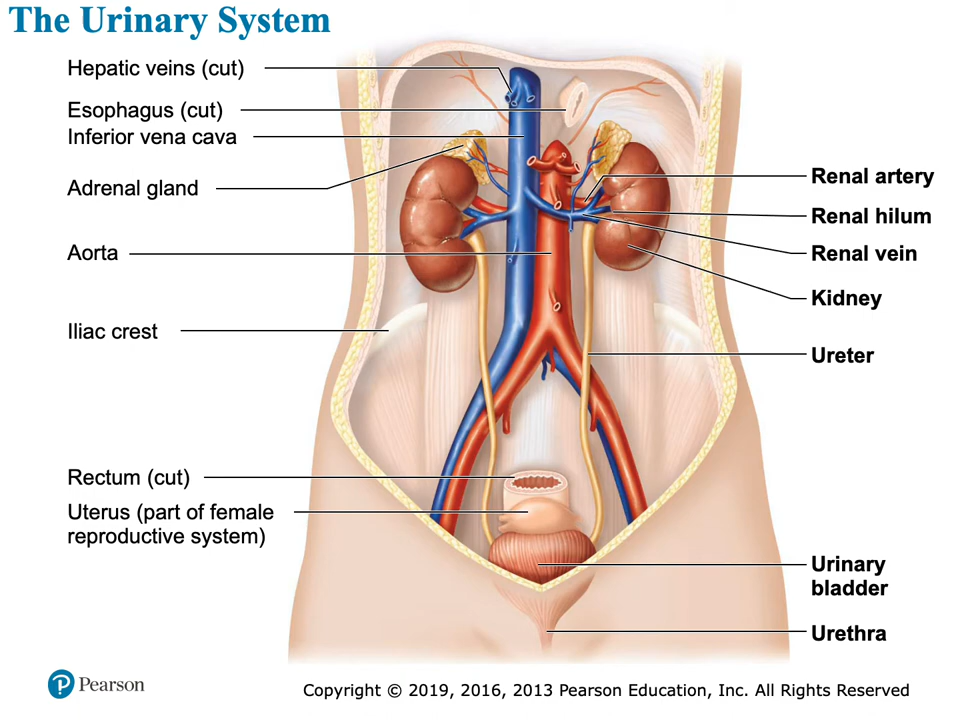 The Urinary System
Hepatic veins (cut)
Esophagus (cut)
Inferior vena cava
Adrenal gland
Aorta
Iliac crest
Rectum (cut)
Uterus (part of female
reproductive system)
Renal artery
Renal hilum
Renal vein
Kidney
Ureter
Urinary
bladder
Urethra
P Pearson
Copyright © 2019, 2016, 2013 Pearson Education, Inc. All Rights Reserved